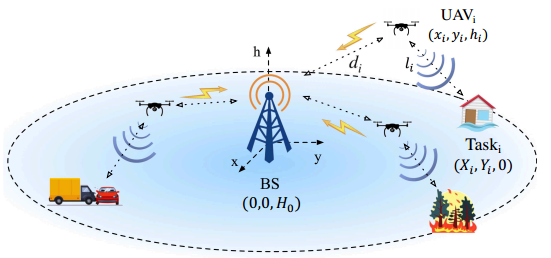 UAVᵢ
(xᵢ, yᵢ, hᵢ)
h
dᵢ
lᵢ
x
y
Taskᵢ
(Xᵢ, Yᵢ, 0)
BS
(0,0, H₀)